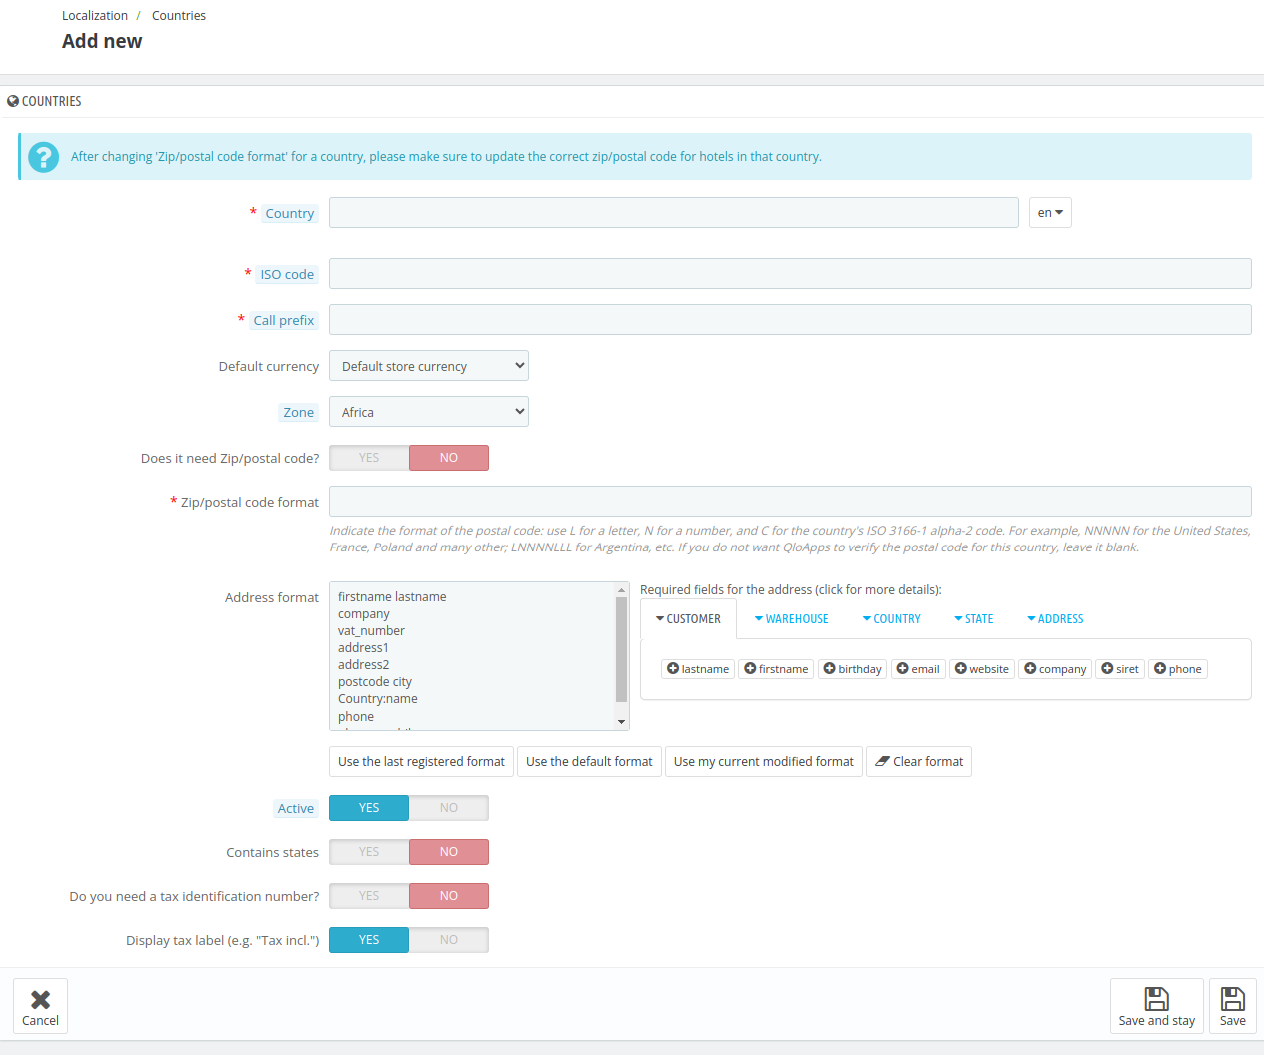 Localization / Countries
Add new
COUNTRIES
After changing 'Zip/postal code format' for a country, please make sure to update the correct zip/postal code for hotels in that country.
* Country
en
* ISO code
* Call prefix
Default currency Default store currency
Zone Africa
Does it need Zip/postal code? YES NO
* Zip/postal code format
Indicate the format of the postal code: use L for a letter, N for a number, and C for the country's ISO 3166-1 alpha-2 code. For example, NNNNN for the United States,
France, Poland and many other; LNNNNLLL for Argentina, etc. If you do not want QloApps to verify the postal code for this country, leave it blank.
Address format
firstname lastname
company
vat_number
address1
address2
postcode city
Country:name
phone
Required fields for the address (click for more details):
CUSTOMER WAREHOUSE COUNTRY STATE ADDRESS
lastname firstname birthday email website company siret phone
Use the last registered format Use the default format Use my current modified format Clear format
Active YES NO
Contains states YES NO
Do you need a tax identification number? YES NO
Display tax label (e.g. "Tax incl.") YES NO
Cancel Save and stay Save